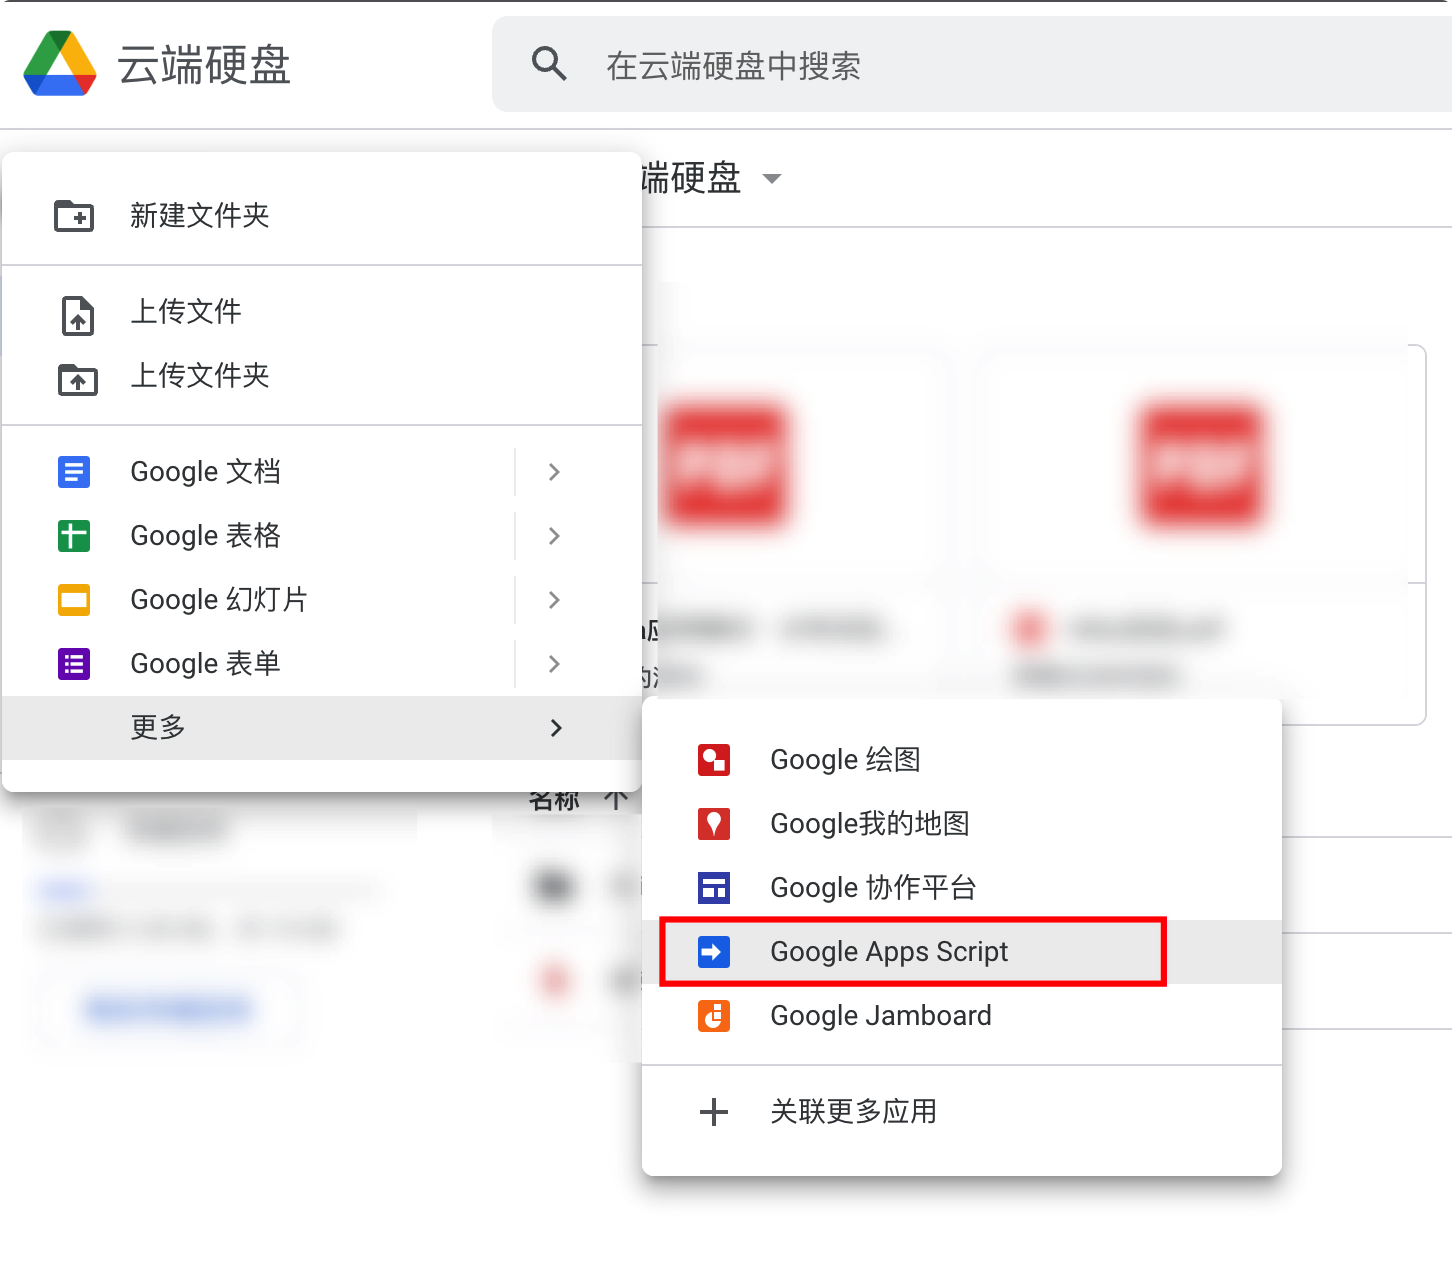 云端硬盘
在云端硬盘中搜索
端硬盘
新建文件夹
上传文件
上传文件夹
Google 文档
Google 表格
Google 幻灯片
Google 表单
更多
名称
Google 绘图
Google我的地图
Google 协作平台
Google Apps Script
Google Jamboard
关联更多应用